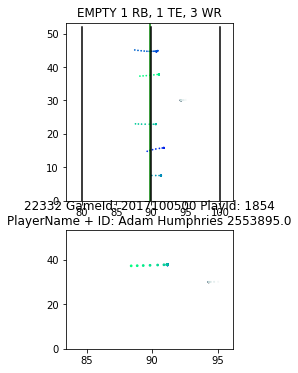 EMPTY 1 RB, 1 TE, 3 WR
50
40
30
20
10
0
80 85 90 95 100
22332 GameId: 2017100500 PlayId: 1854
PlayerName + ID: Adam Humphries 2553895.0
40
20
0
85 90 95